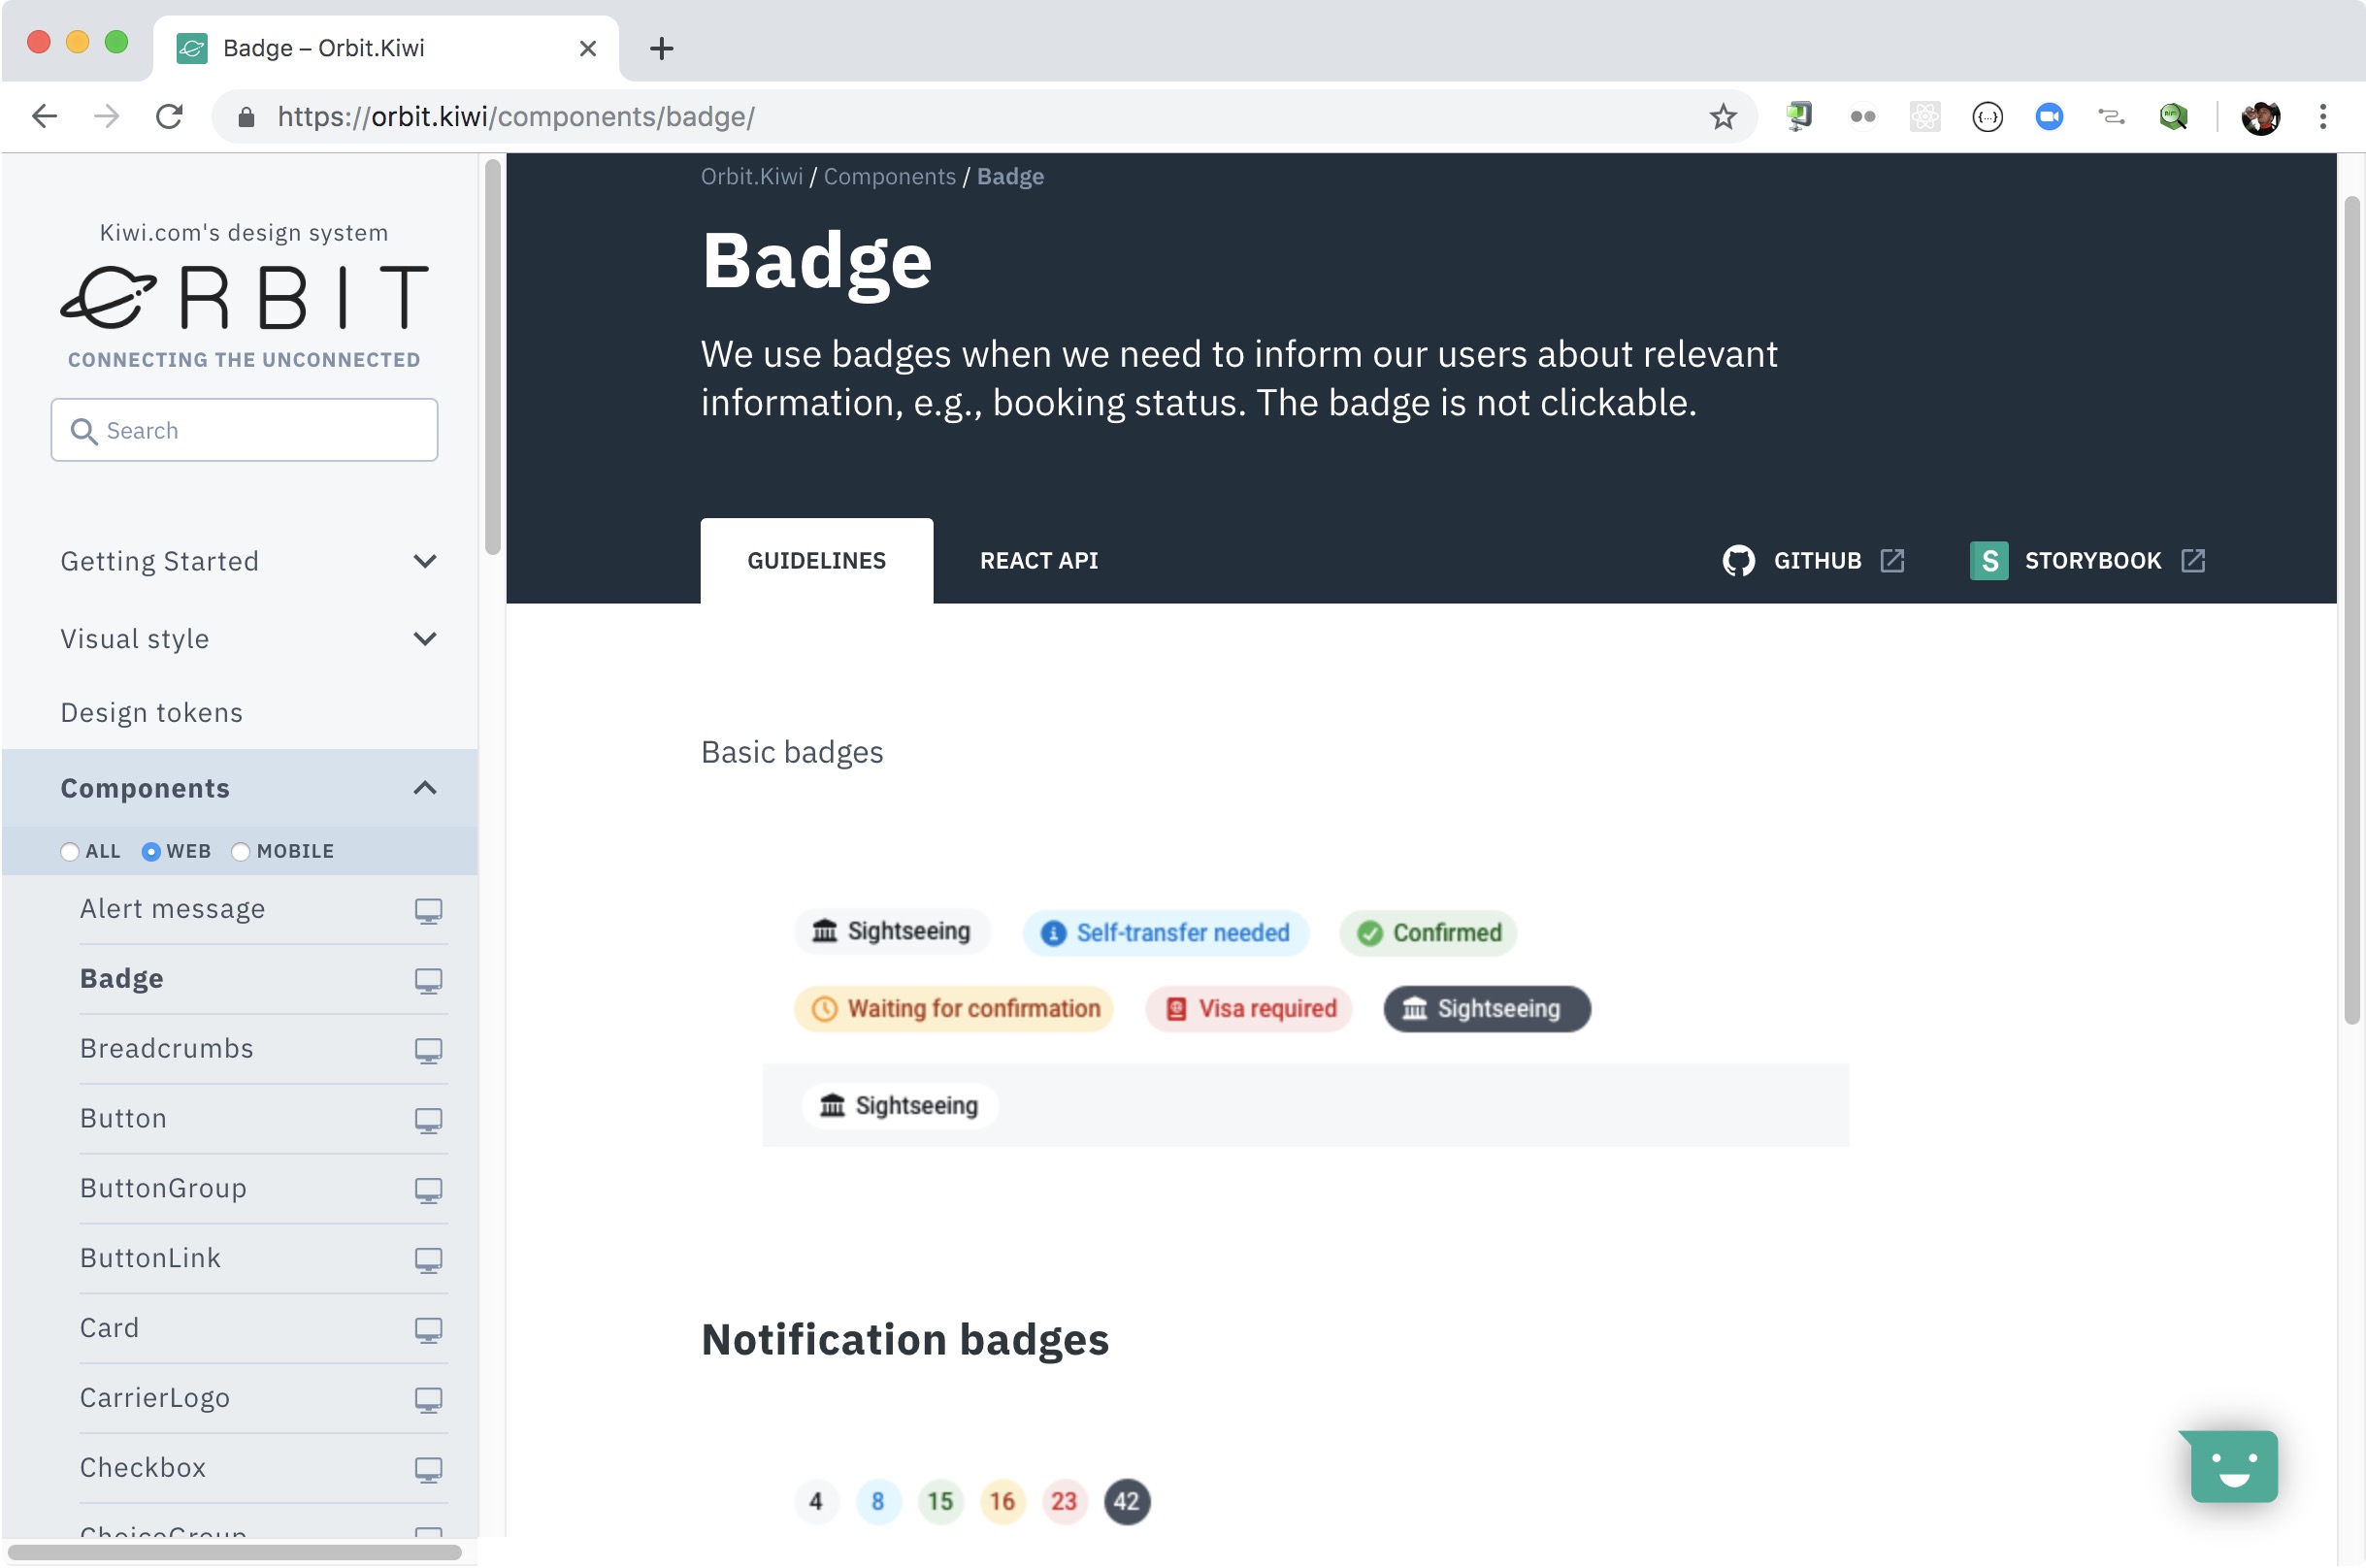 Badge – Orbit.Kiwi
https://orbit.kiwi/components/badge/
Kiwi.com's design system
ORBIT
CONNECTING THE UNCONNECTED
Search
Getting Started
Visual style
Design tokens
Components
ALL WEB MOBILE
Alert message
Badge
Breadcrumbs
Button
ButtonGroup
ButtonLink
Card
CarrierLogo
Checkbox
ChoiceGroup
Orbit.Kiwi / Components / Badge
Badge
We use badges when we need to inform our users about relevant
information, e.g., booking status. The badge is not clickable.
GUIDELINES REACT API GITHUB S STORYBOOK
Basic badges
Sightseeing Self-transfer needed Confirmed
Waiting for confirmation Visa required Sightseeing
Sightseeing
Notification badges
4 8 15 16 23 42